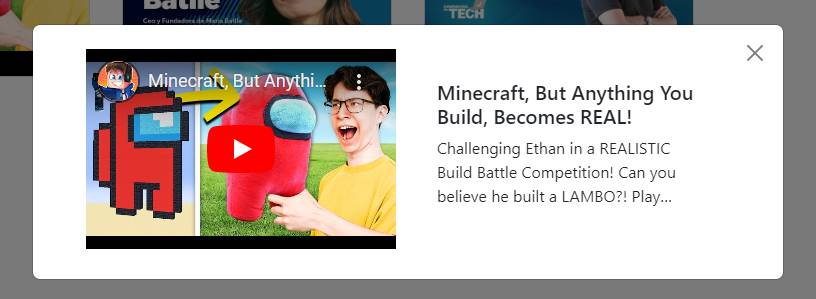 Batlle
Ceo y Fundadora de María Batlle
TECH
Minecraft, But Anythi...
Minecraft, But Anything You
Build, Becomes REAL!
Challenging Ethan in a REALISTIC
Build Battle Competition! Can you
believe he built a LAMBO?! Play...